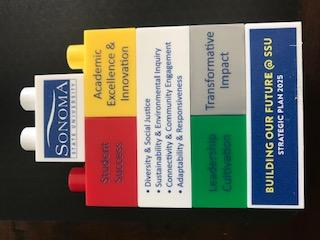 SONOMA
STATE UNIVERSITY
Academic
Excellence &
Innovation
Student
Success
• Diversity & Social Justice
• Sustainability & Environmental Inquiry
• Connectivity & Community Engagement
• Adaptability & Responsiveness
Transformative
Impact
Leadership
Cultivation
BUILDING OUR FUTURE @ SSU
STRATEGIC PLAN 2025